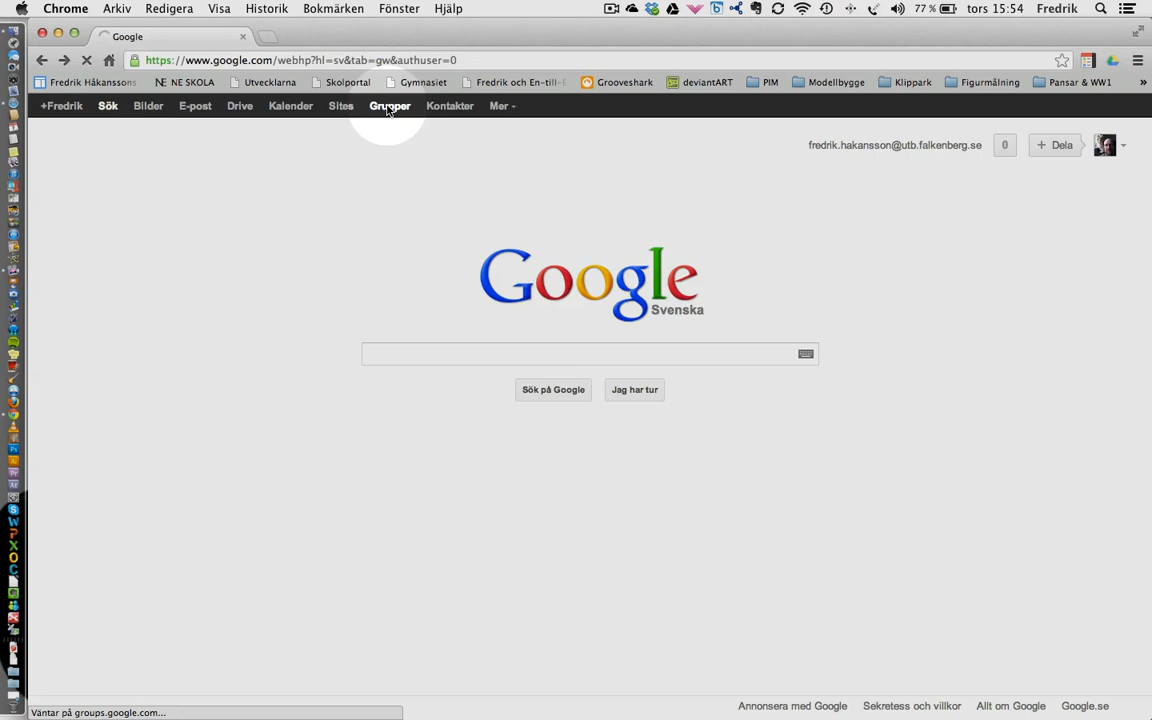 Chrome Arkiv Redigera Visa Historik Bokmärken Fönster Hjälp 77 % tors 15:54 Fredrik
Google
https://www.google.com/webhp?hl=sv&tab=gw&authuser=0
Fredrik Håkanssons NE NE SKOLA Utvecklarna Skolportal Gymnasiet Fredrik och En-till-E Grooveshark deviantART PIM Modellbygge Klippark Figurmålning Pansar & WW1 »
+Fredrik Sök Bilder E-post Drive Kalender Sites Grupper Kontakter Mer
fredrik.hakansson@utb.falkenberg.se 0 + Dela
Google
Svenska
Sök på Google Jag har tur
Annonsera med Google Sekretess och villkor Allt om Google Google.se
Väntar på groups.google.com...